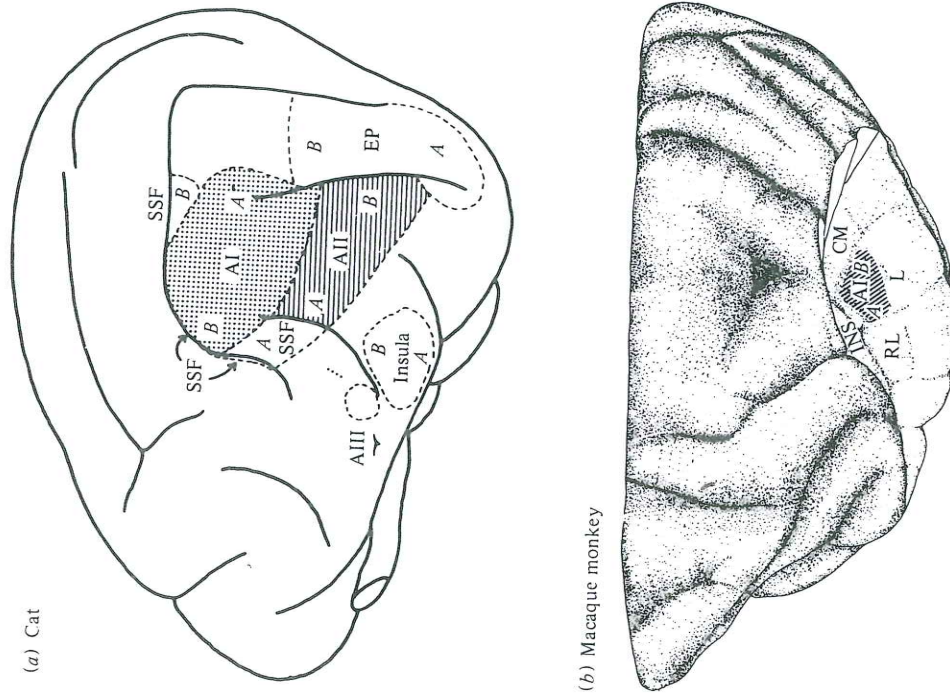 (a) Cat
SSF
B
SSF
B
AI
A
A
SSF
A
AII
B
B
EP
A
AIII
B
Insula
A
(b) Macaque monkey
INS
CM
A
AI
B
RL
L